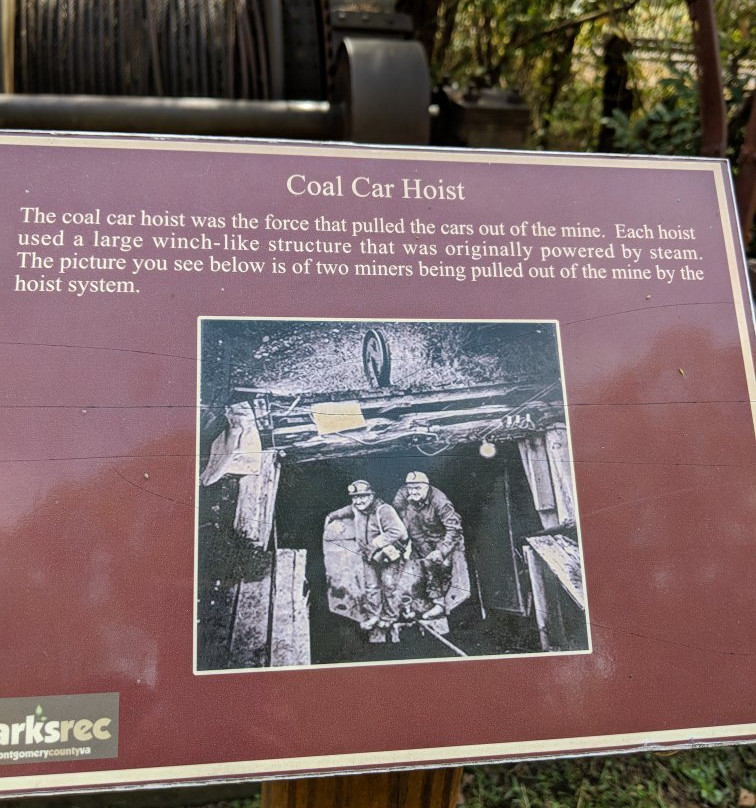 Coal Car Hoist
The coal car hoist was the force that pulled the cars out of the mine. Each hoist
used a large winch-like structure that was originally powered by steam.
The picture you see below is of two miners being pulled out of the mine by the
hoist system.
arksrec
ontgomerycountyva